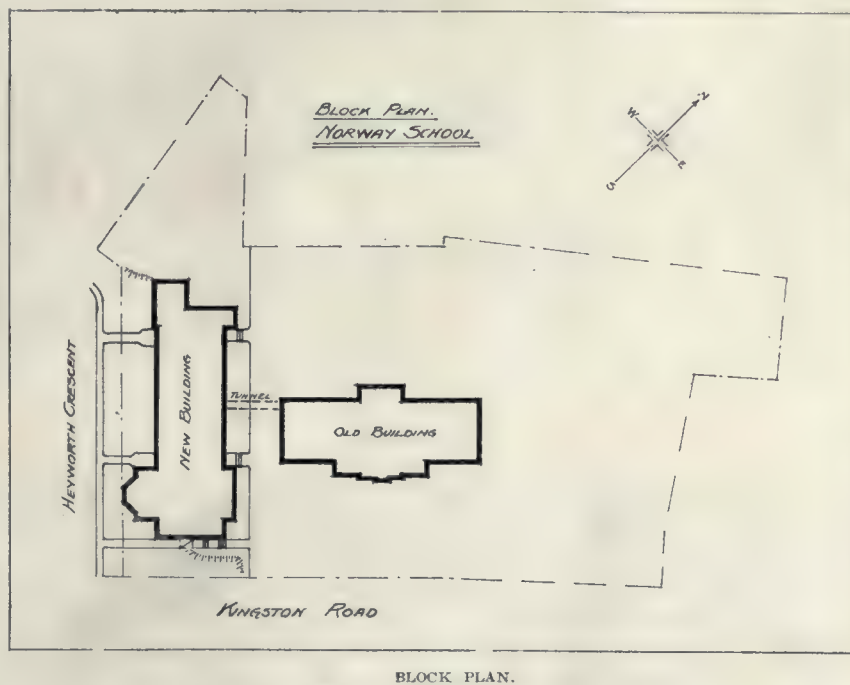 BLOCK PLAN.
NORWAY SCHOOL
N
W
E
S
HEYWORTH CRESCENT
NEW BUILDING
TUNNEL
OLD BUILDING
KINGSTON ROAD
BLOCK PLAN.